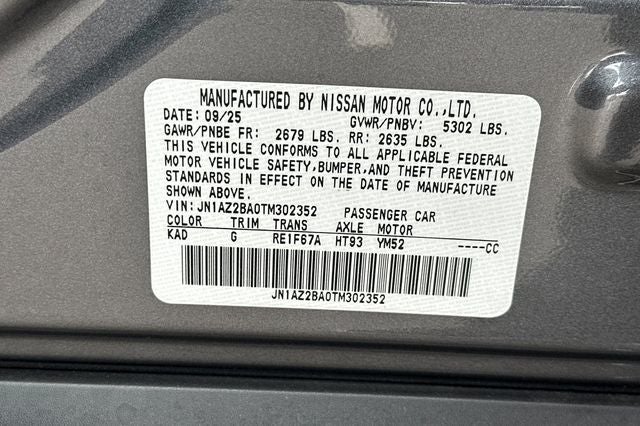 MANUFACTURED BY NISSAN MOTOR CO.,LTD.
DATE: 09/25 GVWR/PNBV: 5302 LBS.
GAWR/PNBE FR: 2679 LBS. RR: 2635 LBS.
THIS VEHICLE CONFORMS TO ALL APPLICABLE FEDERAL
MOTOR VEHICLE SAFETY,BUMPER,AND THEFT PREVENTION
STANDARDS IN EFFECT ON THE DATE OF MANUFACTURE
SHOWN ABOVE.
VIN: JN1AZ2BA0TM302352 PASSENGER CAR
COLOR TRIM TRANS AXLE MOTOR
KAD G RE1F67A HT93 YM52 ----CC
JN1AZ2BA0TM302352